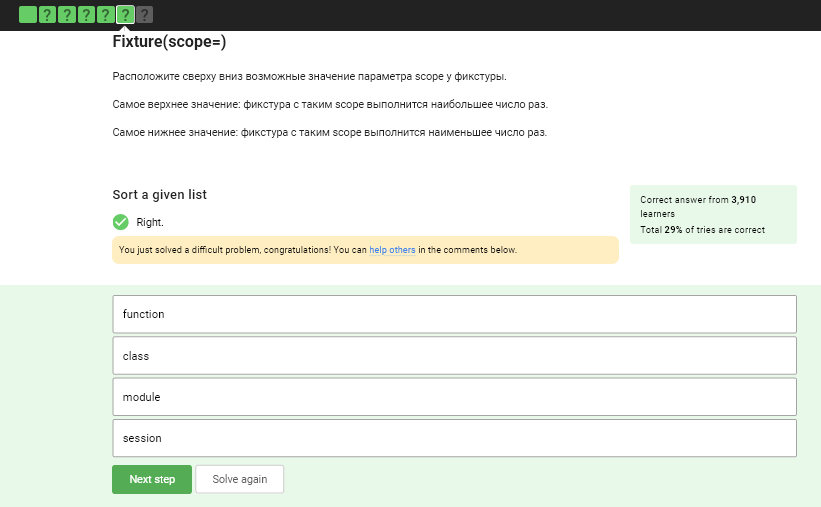 ? ? ? ? ? ?
Fixture(scope=)
Расположите сверху вниз возможные значение параметра scope у фикстуры.
Самое верхнее значение: фикстура с таким scope выполнится наибольшее число раз.
Самое нижнее значение: фикстура с таким scope выполнится наименьшее число раз.
Sort a given list
Right.
You just solved a difficult problem, congratulations! You can help others in the comments below.
Correct answer from 3,910
learners
Total 29% of tries are correct
function
class
module
session
Next step
Solve again